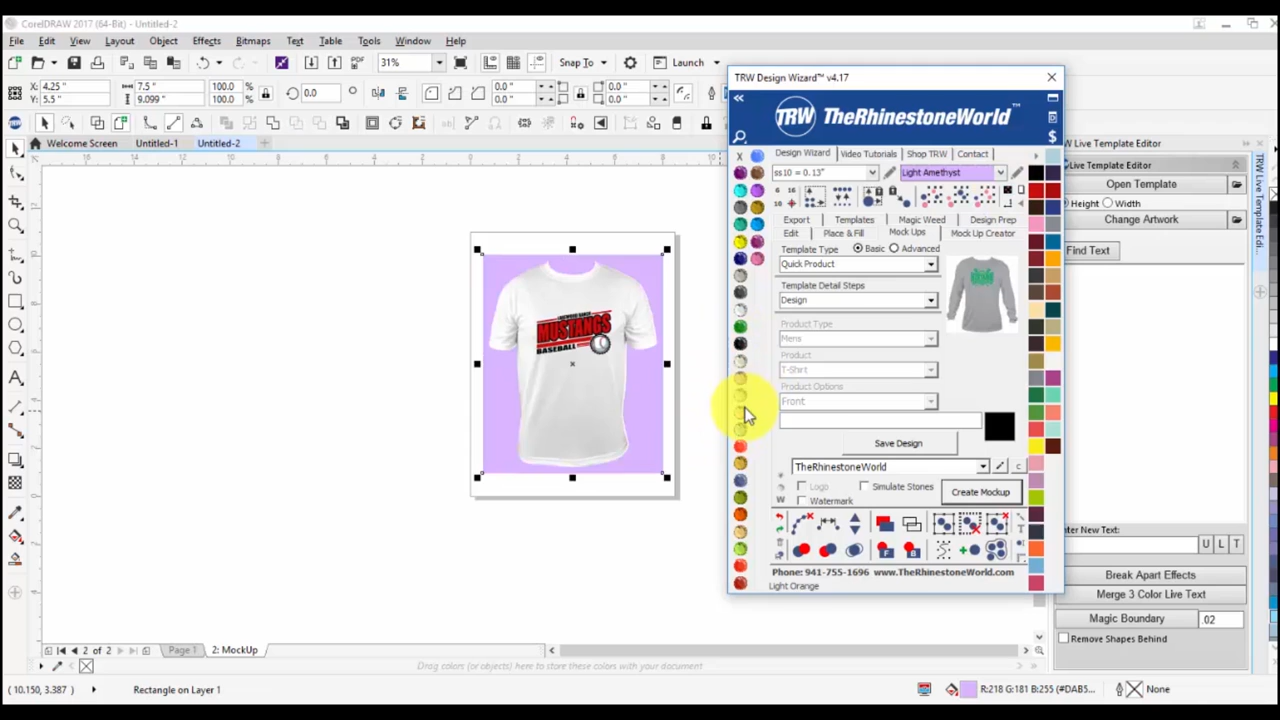 CorelDRAW 2017 (64-Bit) - Untitled-2
File Edit View Layout Object Effects Bitmaps Text Table Tools Window Help
31% Snap To Launch
X: 4.25 "
Y: 5.5 "
7.5 "
9.099 "
100.0 %
100.0 %
0.0
0.0 "
0.0 "
0.0 "
0.0 "
Welcome Screen Untitled-1 Untitled-2
MUSTANGS
BASEBALL
TRW Design Wizard™ v4.17
TRW TheRhinestoneWorld™
Design Wizard Video Tutorials Shop TRW Contact
ss10 = 0.13" Light Amethyst
Export Templates Magic Weed Design Prep
Edit Place & Fill Mock Ups Mock Up Creator
Template Type Basic Advanced
Quick Product
Template Detail Steps
Design
Product Type
Mens
Product
T-Shirt
Product Options
Front
Save Design
TheRhinestoneWorld
Logo Simulate Stones Create Mockup
Watermark
Phone: 941-755-1696 www.TheRhinestoneWorld.com
Light Orange
W Live Template Editor
Live Template Editor
Open Template
Height Width
Change Artwork
Find Text
TRW Live Template Edi...
nter New Text:
U L T
Break Apart Effects
Merge 3 Color Live Text
Magic Boundary .02
Remove Shapes Behind
2 of 2 Page 1 2: MockUp
Drag colors (or objects) here to store these colors with your document
( 10.150, 3.387 ) Rectangle on Layer 1 R:218 G:181 B:255 (#DAB5... None